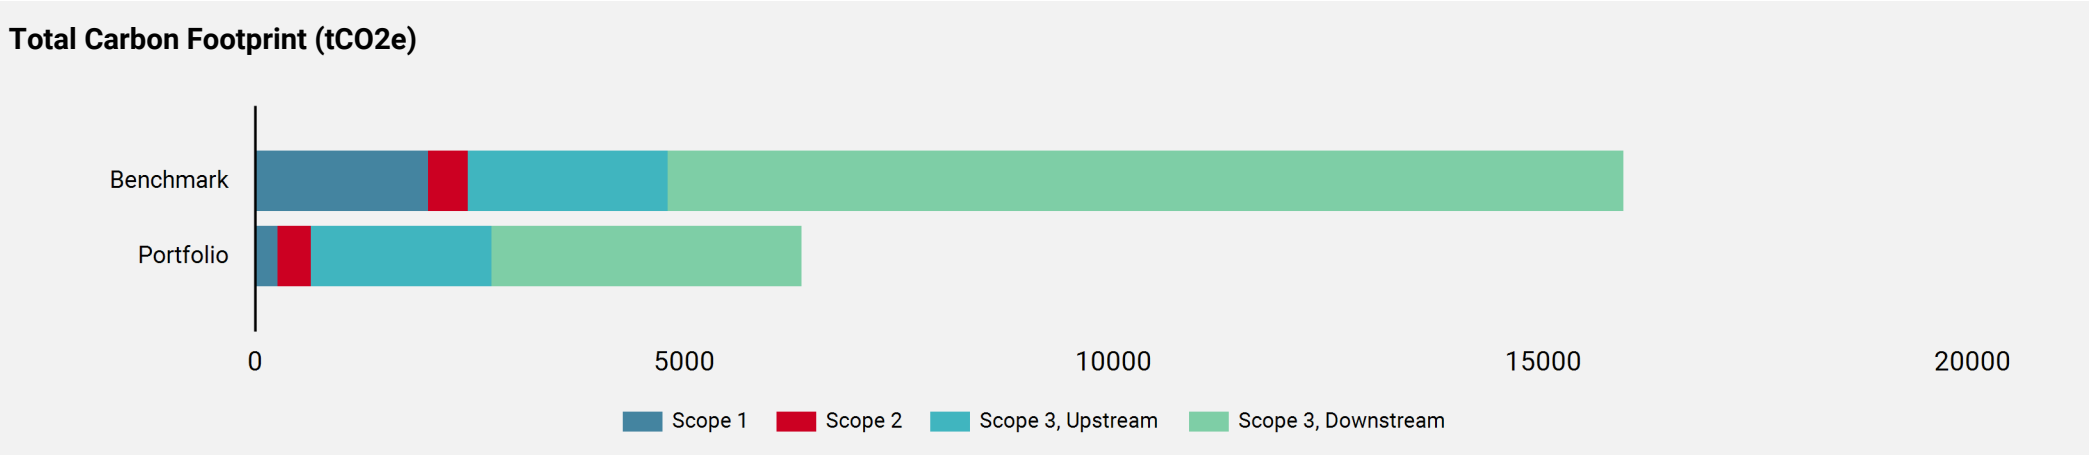 Total Carbon Footprint (tCO2e)
Benchmark
Portfolio
0 5000 10000 15000 20000
Scope 1 Scope 2 Scope 3, Upstream Scope 3, Downstream